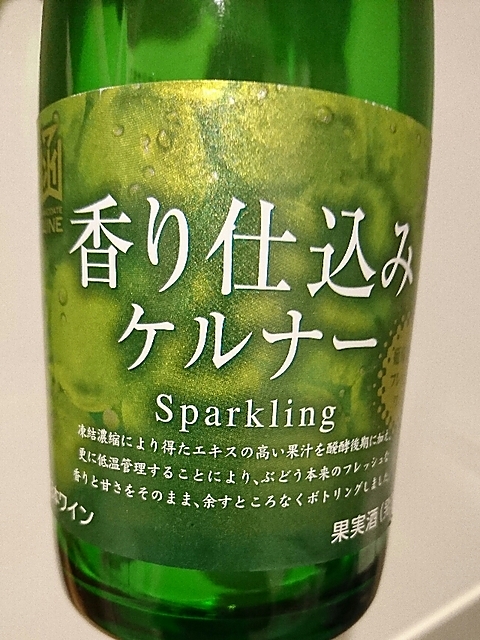 函
WINE
香り仕込み
ケルナー
Sparkling
凍結濃縮により得たエキスの高い果汁を醗酵後期に加え、
更に低温管理することにより、ぶどう本来のフレッシュな
香りと甘さをそのまま、余すところなくボトリングしました
ワイン
果実酒